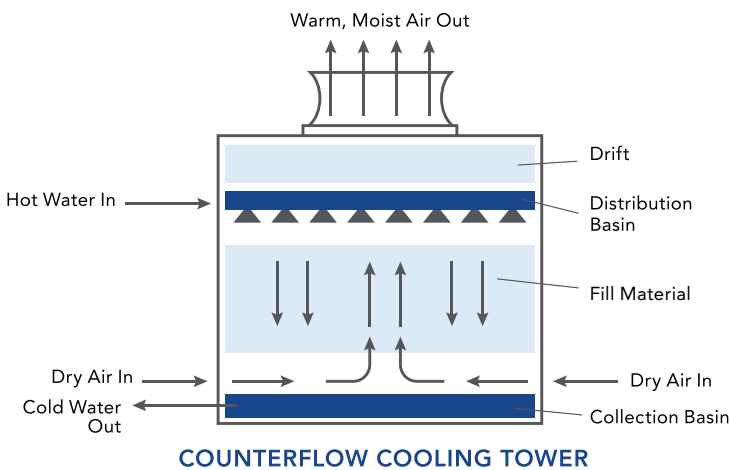 Warm, Moist Air Out
Drift
Hot Water In
Distribution
Basin
Fill Material
Dry Air In
Dry Air In
Cold Water
Out
Collection Basin
COUNTERFLOW COOLING TOWER